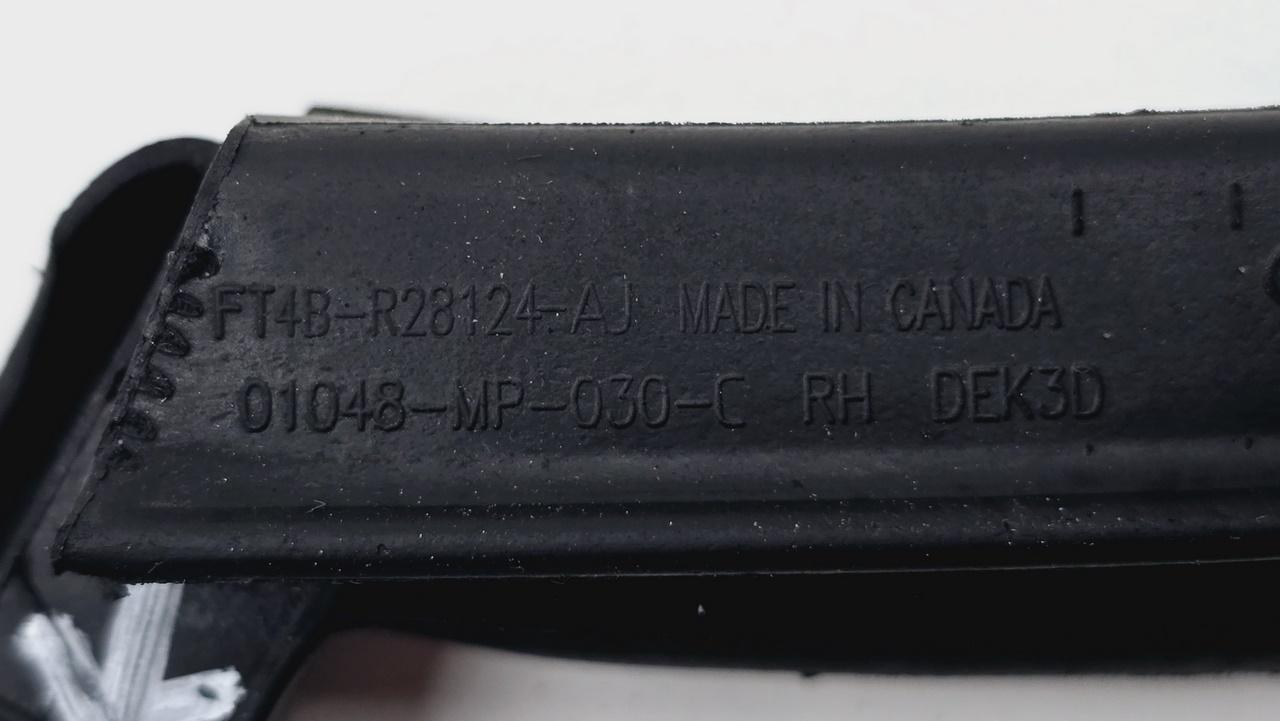 FT4B-R28124-AJ MADE IN CANADA
01048-MP-030-C RH DEK3D